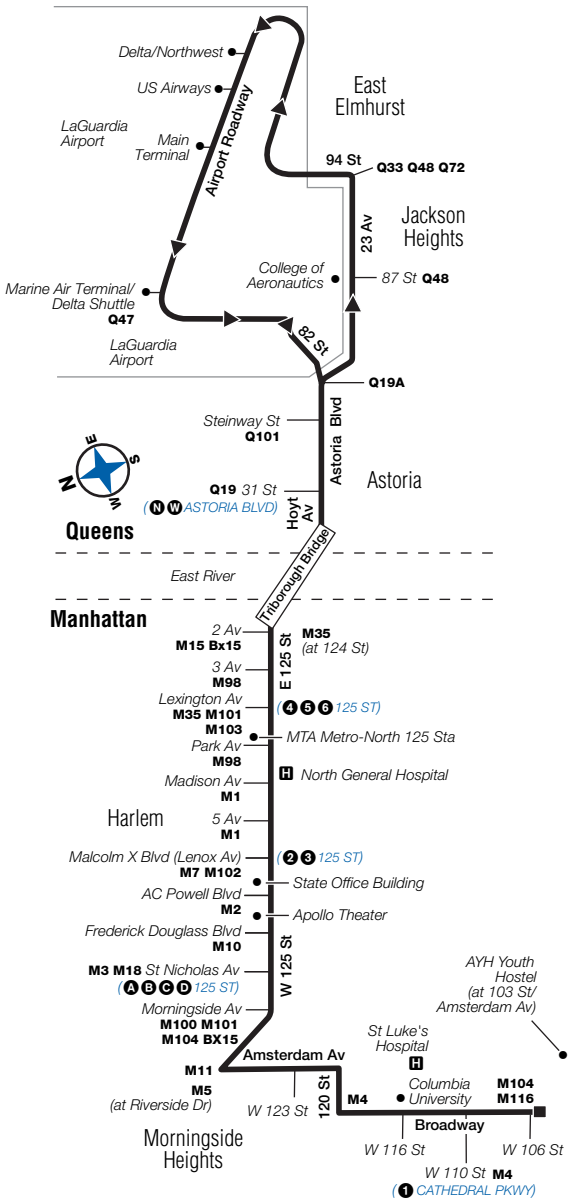 Delta/Northwest
US Airways
East
Elmhurst
LaGuardia
Airport
Main
Terminal
Airport Roadway
94 St
Q33 Q48 Q72
23 Av
Jackson
Heights
College of
Aeronautics
87 St Q48
Marine Air Terminal/
Delta Shuttle
Q47
82 St
LaGuardia
Airport
Q19A
Steinway St
Q101
Astoria Blvd
E
S
N
W
Astoria
Q19 31 St
(N W ASTORIA BLVD)
Hoyt
Av
Queens
Triborough Bridge
East River
Manhattan
2 Av
M15 Bx15
E 125 St
M35
(at 124 St)
3 Av
M98
Lexington Av
M35 M101
M103
(4 5 6 125 ST)
MTA Metro-North 125 Sta
Park Av
M98
H North General Hospital
Madison Av
M1
Harlem
5 Av
M1
Malcolm X Blvd (Lenox Av)
M7 M102
(2 3 125 ST)
State Office Building
AC Powell Blvd
M2
Apollo Theater
Frederick Douglass Blvd
M10
W 125 St
M3 M18 St Nicholas Av
(A B C D 125 ST)
Morningside Av
M100 M101
M104 BX15
AYH Youth
Hostel
(at 103 St/
Amsterdam Av)
St Luke's
Hospital
H
Amsterdam Av
M11
M5
(at Riverside Dr)
W 123 St
120 St
M4
Columbia
University
M104
M116
Broadway
Morningside
Heights
W 116 St
W 106 St
W 110 St M4
(1 CATHEDRAL PKWY)